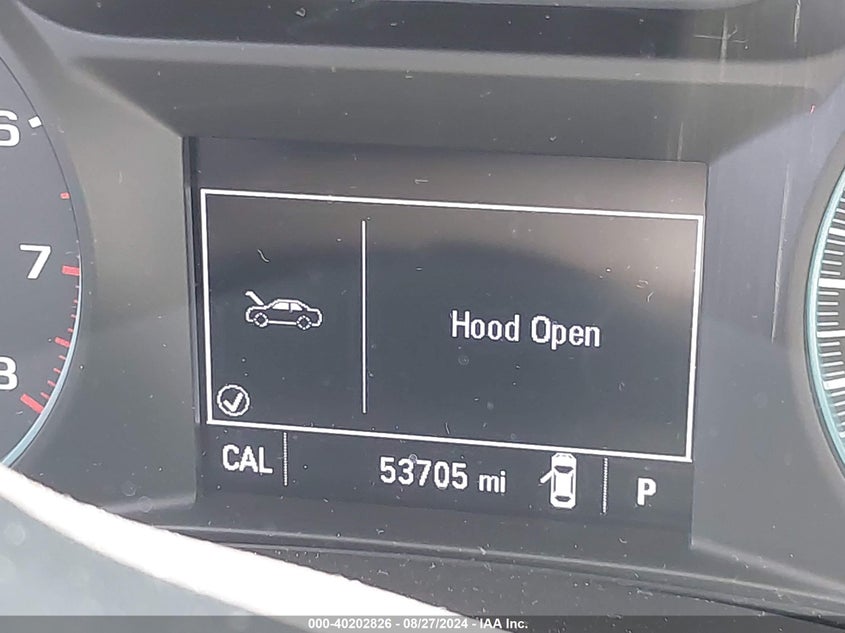 6
7
8
Hood Open
CAL
53705 mi
P
000-40202826 - 08/27/2024 - IAA Inc.